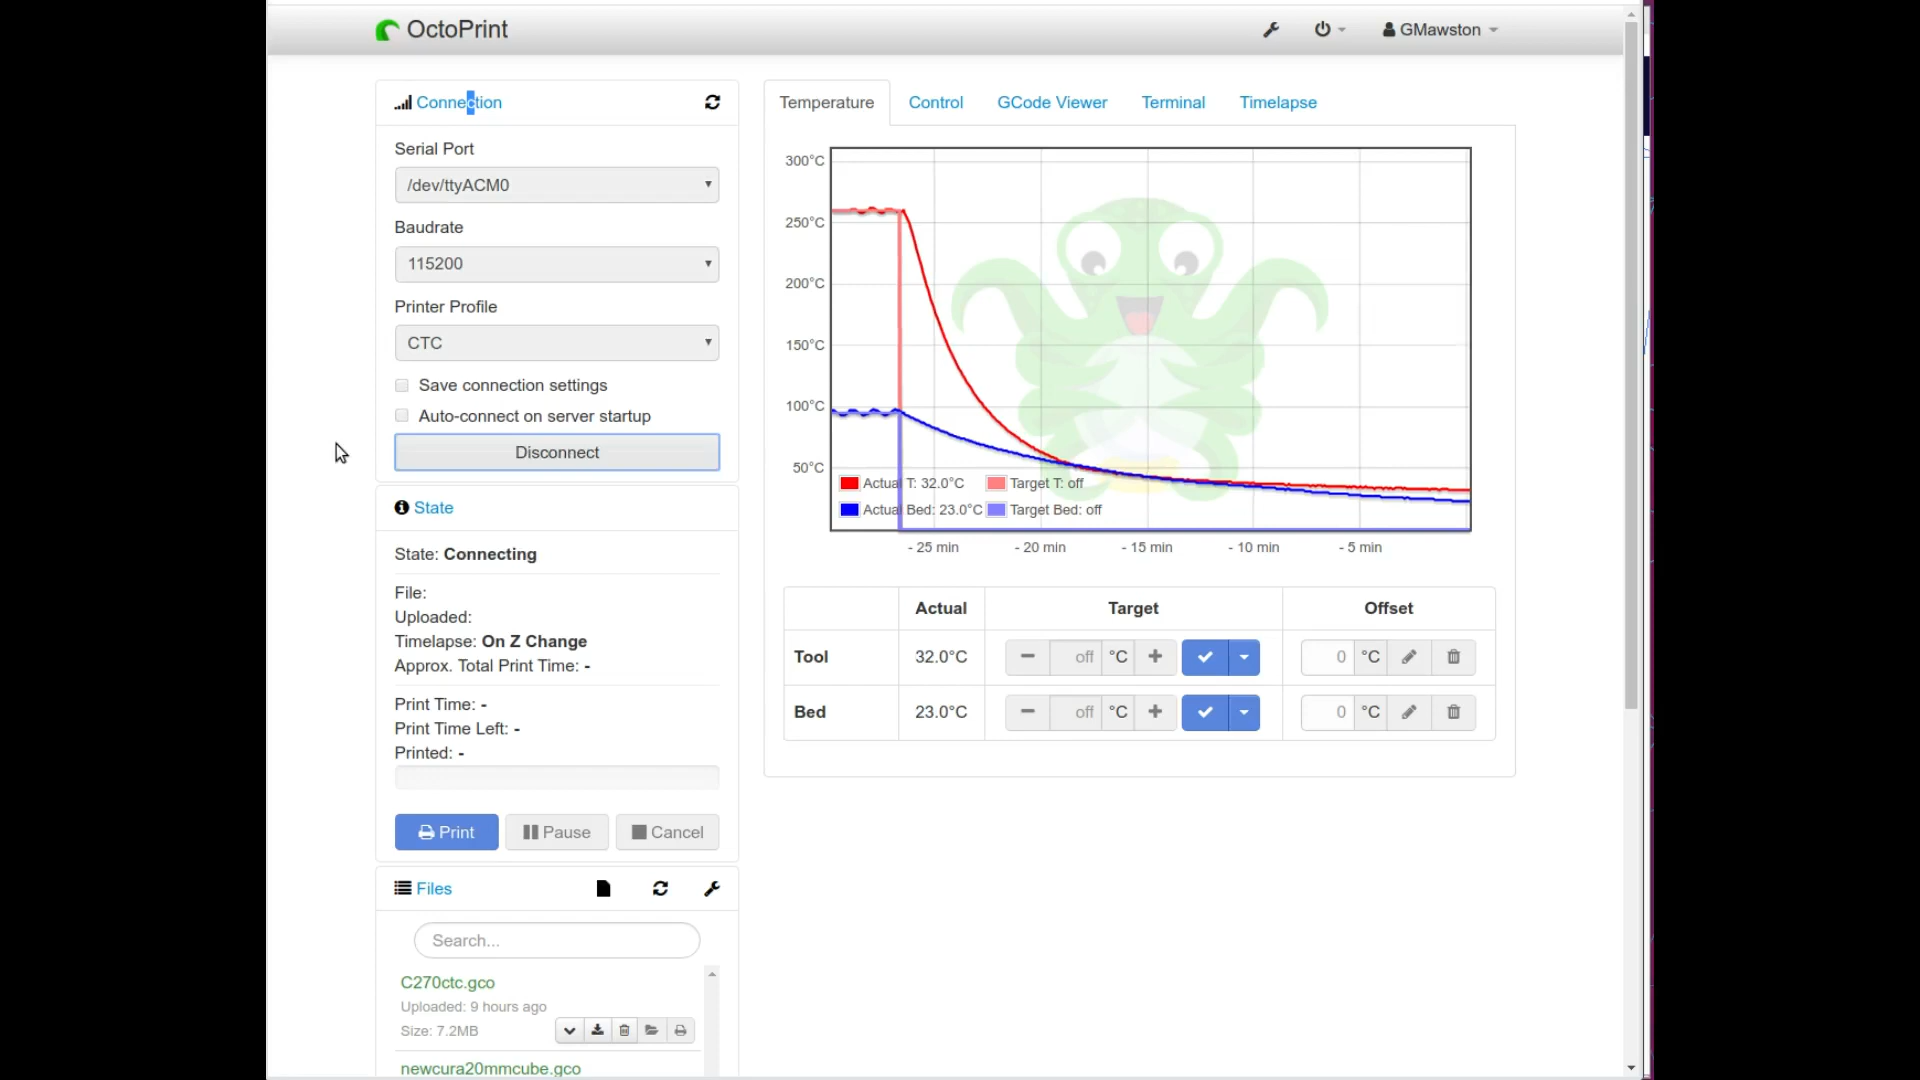 OctoPrint
GMawston
Connection
Serial Port
/dev/ttyACM0
Baudrate
115200
Printer Profile
CTC
Save connection settings
Auto-connect on server startup
Disconnect
State
State: Connecting
File:
Uploaded:
Timelapse: On Z Change
Approx. Total Print Time: -
Print Time: -
Print Time Left: -
Printed: -
Print Pause Cancel
Files
Search...
C270ctc.gco
Uploaded: 9 hours ago
Size: 7.2MB
newcura20mmcube.gco
Temperature Control GCode Viewer Terminal Timelapse
300°C
250°C
200°C
150°C
100°C
50°C
Actual T: 32.0°C Target T: off
Actual Bed: 23.0°C Target Bed: off
- 25 min - 20 min - 15 min - 10 min - 5 min
Actual Target Offset
Tool 32.0°C off °C 0 °C
Bed 23.0°C off °C 0 °C